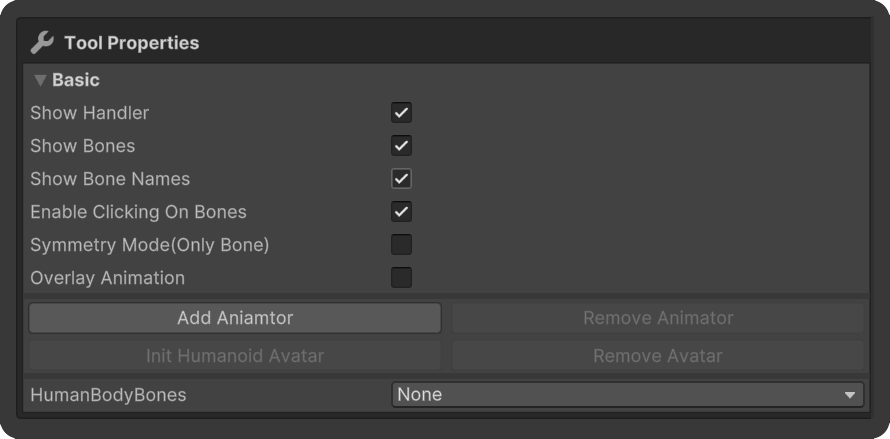 Tool Properties
Basic
Show Handler
Show Bones
Show Bone Names
Enable Clicking On Bones
Symmetry Mode(Only Bone)
Overlay Animation
Add Aniamtor Remove Animator
Init Humanoid Avatar Remove Avatar
HumanBodyBones None